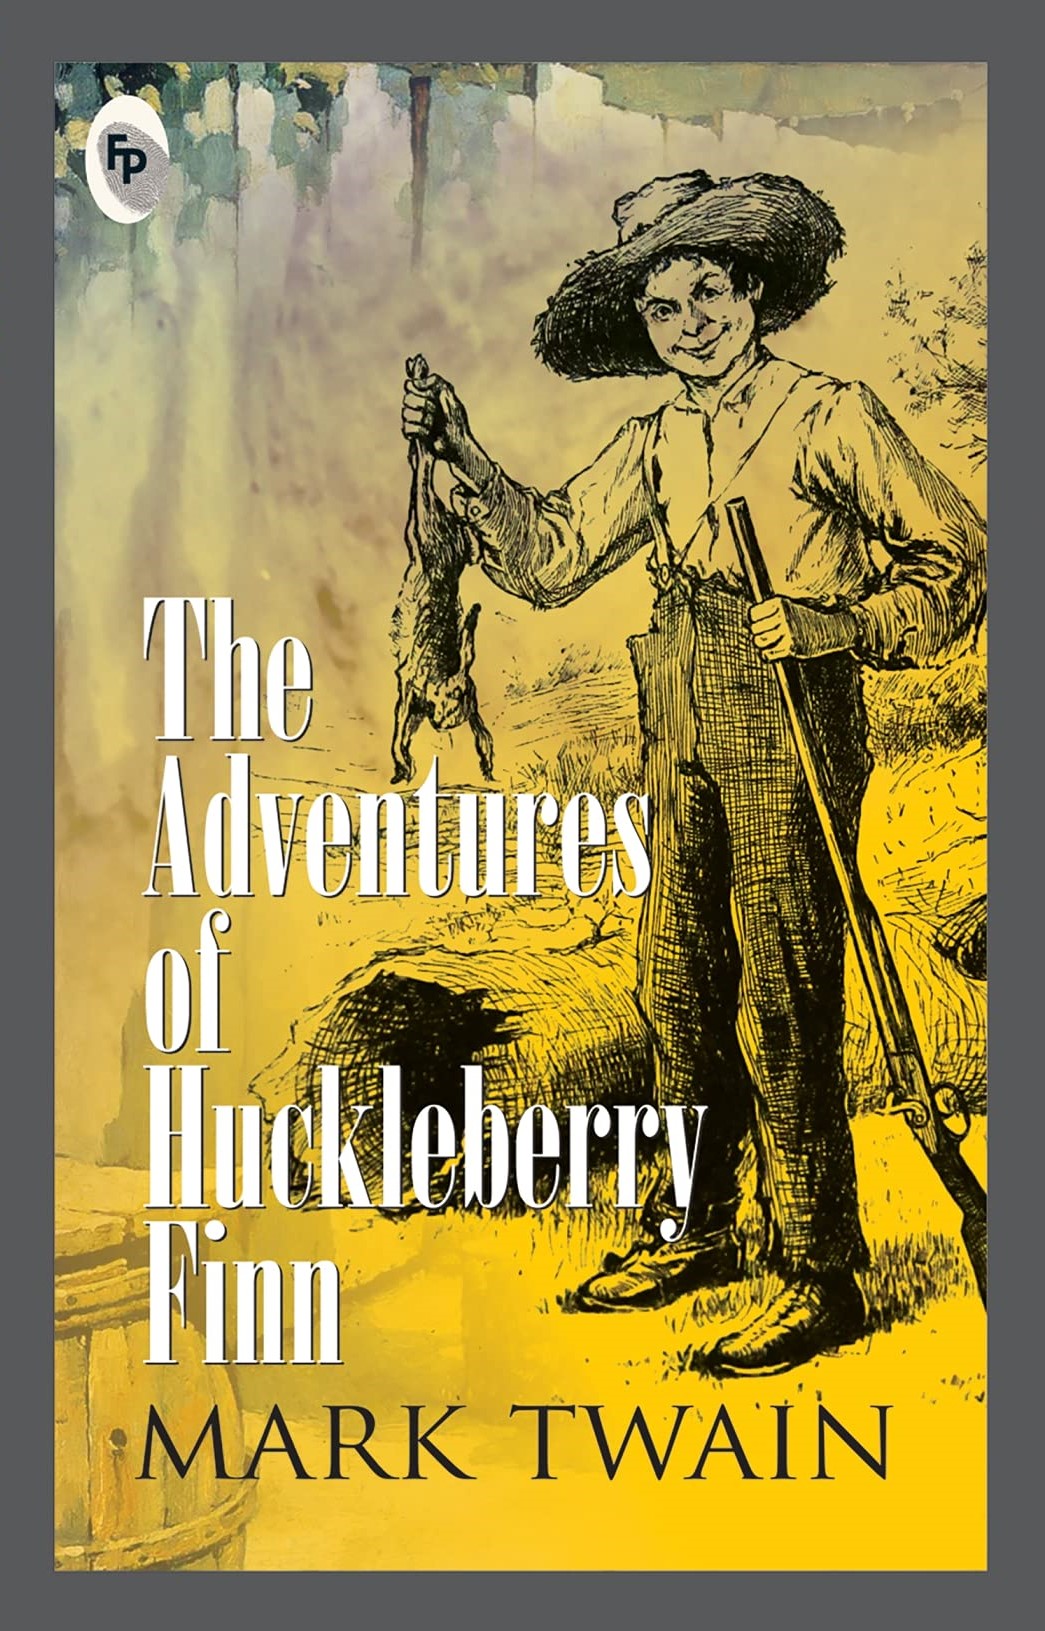 FP
The
Adventures
of
Huckleberry
Finn
MARK TWAIN